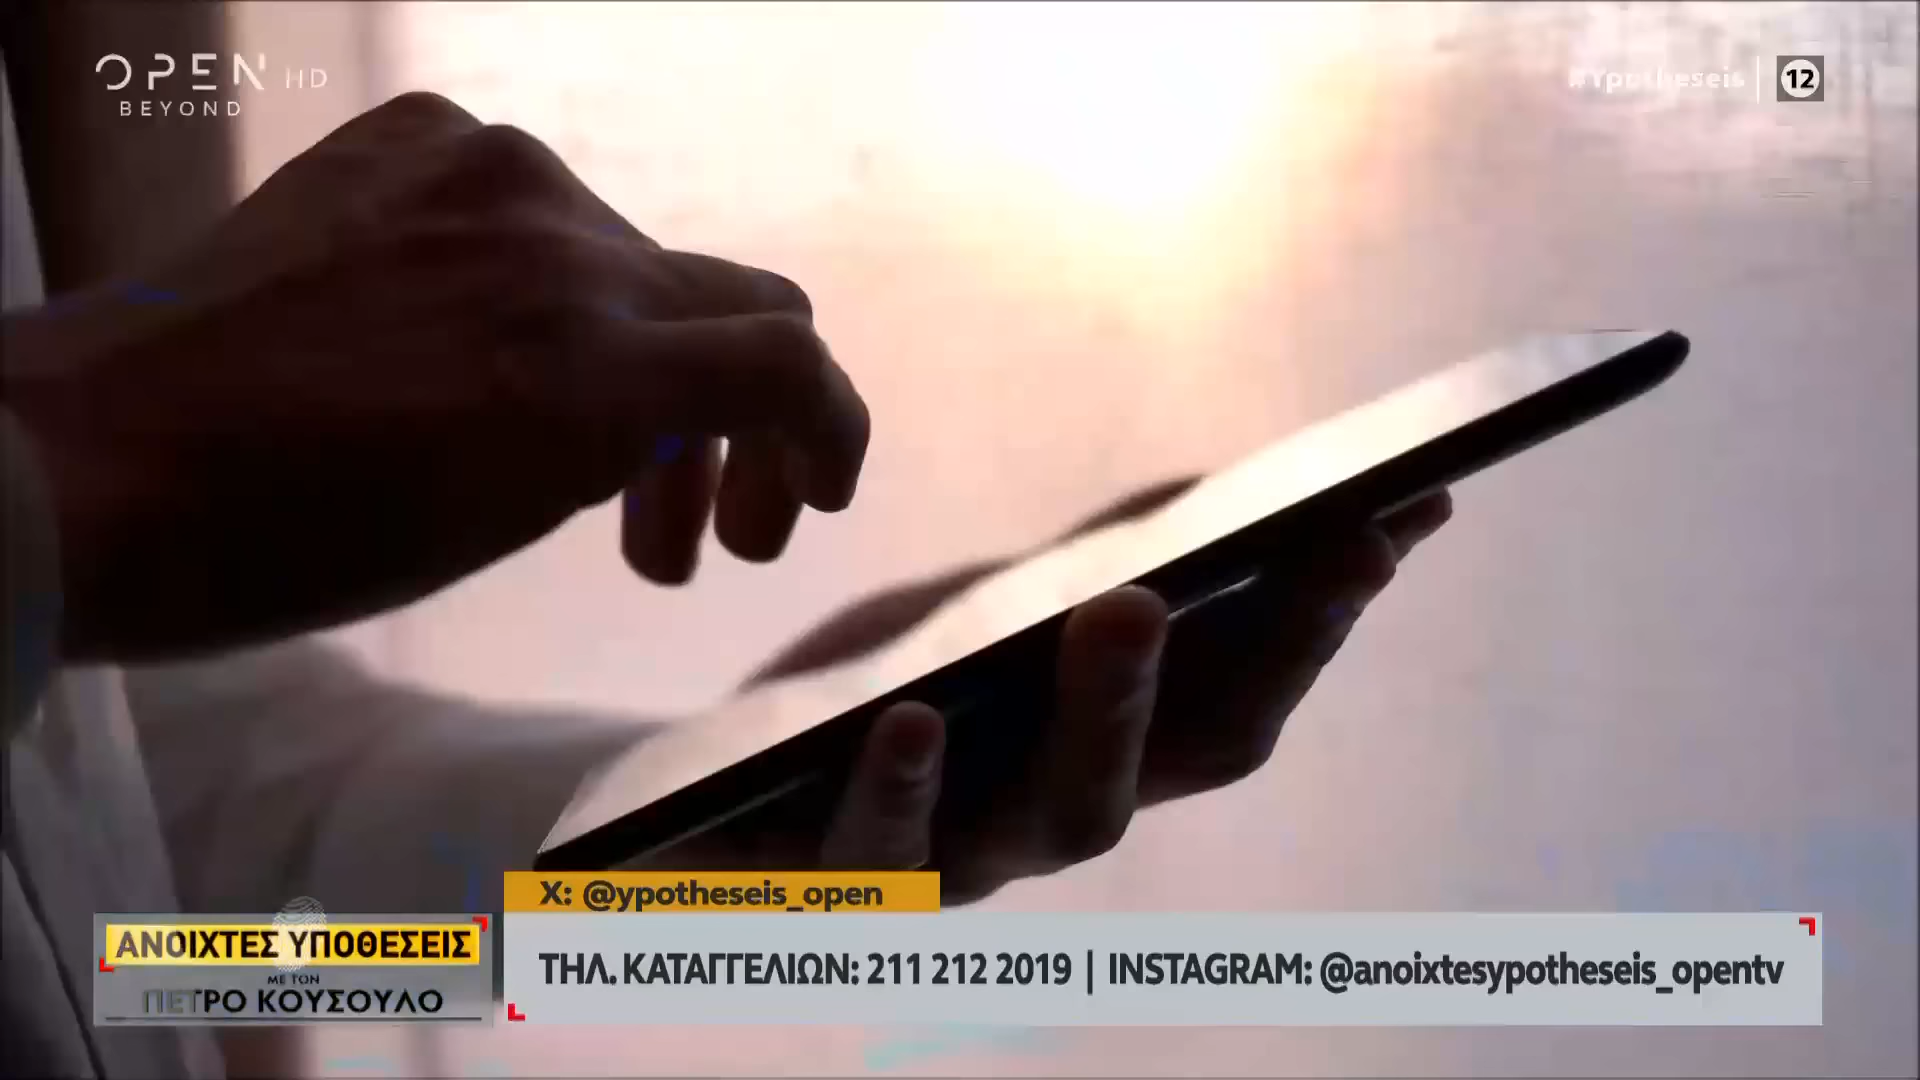 OPEN HD
BEYOND
#Ypotheseis
12
X: @ypotheseis_open
ΑΝΟΙΧΤΕΣ ΥΠΟΘΕΣΕΙΣ
ΜΕ ΤΟΝ
ΠΕΤΡΟ ΚΟΥΣΟΥΛΟ
ΤΗΛ. ΚΑΤΑΓΓΕΛΙΩΝ: 211 212 2019 | INSTAGRAM: @anoixtesypotheseis_opentv